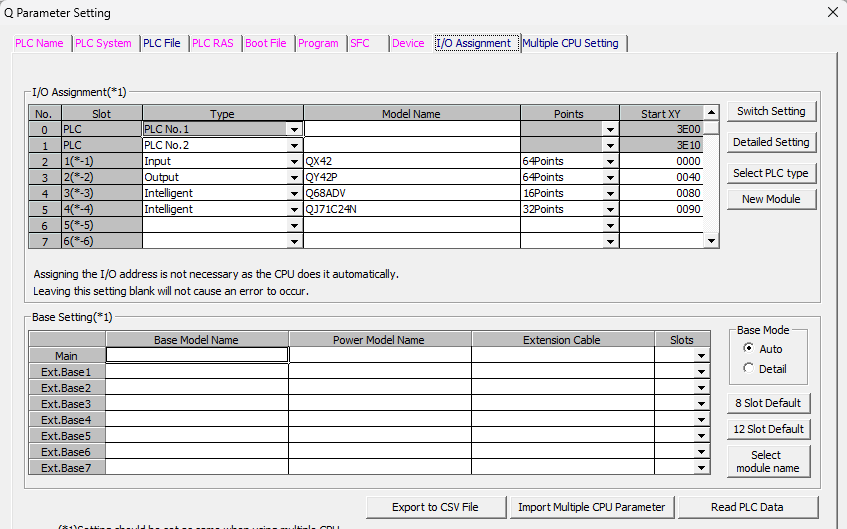 Q Parameter Setting
PLC Name PLC System PLC File PLC RAS Boot File Program SFC Device I/O Assignment Multiple CPU Setting
I/O Assignment(*1)
No. Slot Type Model Name Points Start XY
0 PLC PLC No.1 3E00
1 PLC PLC No.2 3E10
2 1(*-1) Input QX42 64Points 0000
3 2(*-2) Output QY42P 64Points 0040
4 3(*-3) Intelligent Q68ADV 16Points 0080
5 4(*-4) Intelligent QJ71C24N 32Points 0090
6 5(*-5)
7 6(*-6)
Switch Setting
Detailed Setting
Select PLC type
New Module
Assigning the I/O address is not necessary as the CPU does it automatically.
Leaving this setting blank will not cause an error to occur.
Base Setting(*1)
Base Model Name Power Model Name Extension Cable Slots
Main
Ext.Base1
Ext.Base2
Ext.Base3
Ext.Base4
Ext.Base5
Ext.Base6
Ext.Base7
Base Mode
Auto
Detail
8 Slot Default
12 Slot Default
Select
module name
Export to CSV File Import Multiple CPU Parameter Read PLC Data
(*1)Setting should be set as same when using multiple CPU.